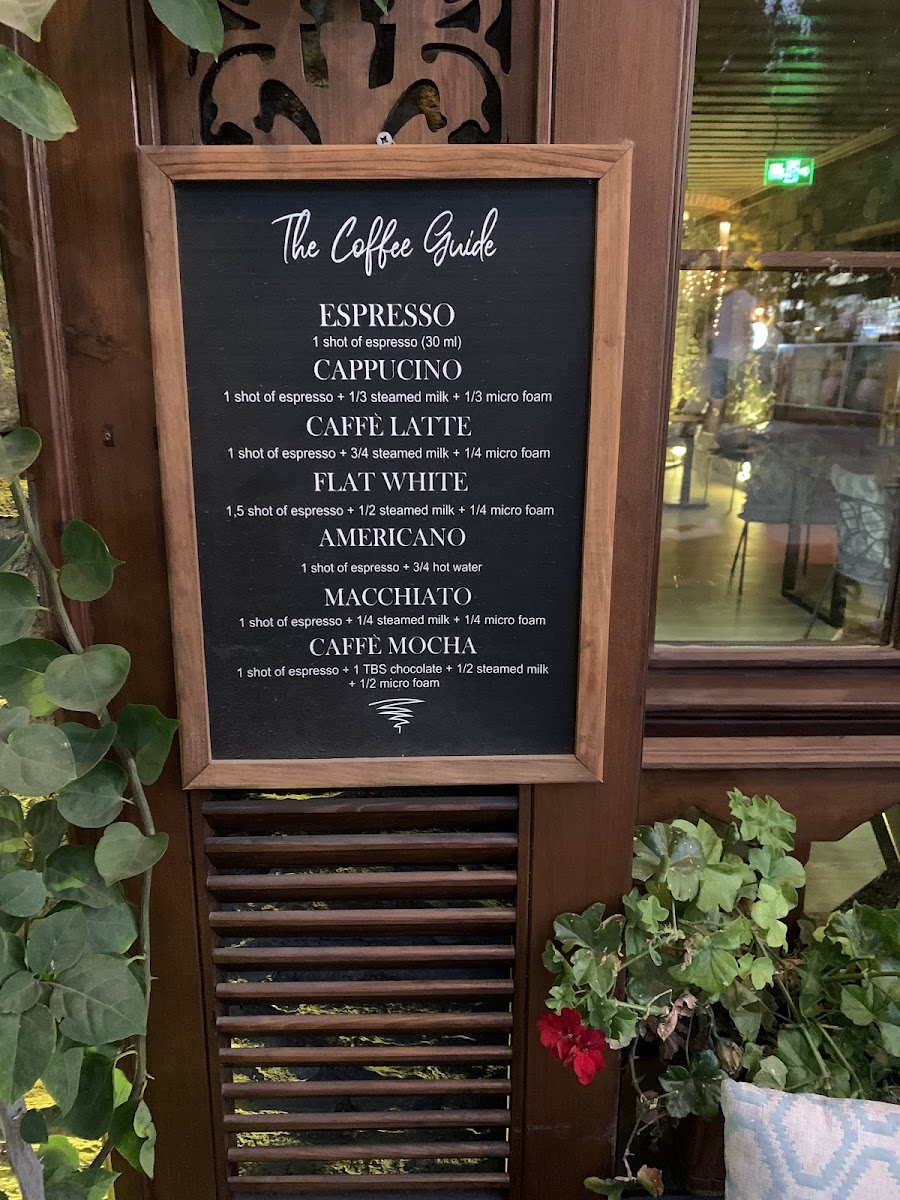 The Coffee Guide
ESPRESSO
1 shot of espresso (30 ml)
CAPPUCINO
1 shot of espresso + 1/3 steamed milk + 1/3 micro foam
CAFFÈ LATTE
1 shot of espresso + 3/4 steamed milk + 1/4 micro foam
FLAT WHITE
1,5 shot of espresso + 1/2 steamed milk + 1/4 micro foam
AMERICANO
1 shot of espresso + 3/4 hot water
MACCHIATO
1 shot of espresso + 1/4 steamed milk + 1/4 micro foam
CAFFÈ MOCHA
1 shot of espresso + 1 TBS chocolate + 1/2 steamed milk
+ 1/2 micro foam